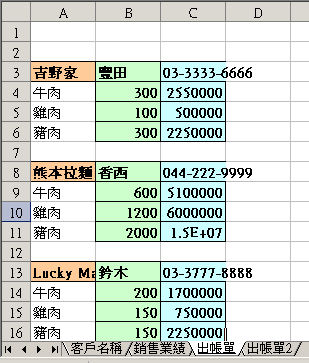 A B C D
1
2
3 吉野家 豐田 03-3333-6666
4 牛肉 300 2550000
5 雞肉 100 500000
6 豬肉 300 2250000
7
8 熊本拉麵 香西 044-222-9999
9 牛肉 600 5100000
10 雞肉 1200 6000000
11 豬肉 2000 1.5E+07
12
13 Lucky Ma 鈴木 03-3777-8888
14 牛肉 200 1700000
15 雞肉 150 750000
16 豬肉 150 2250000
客戶名稱 銷售業績 出帳單 出帳單2